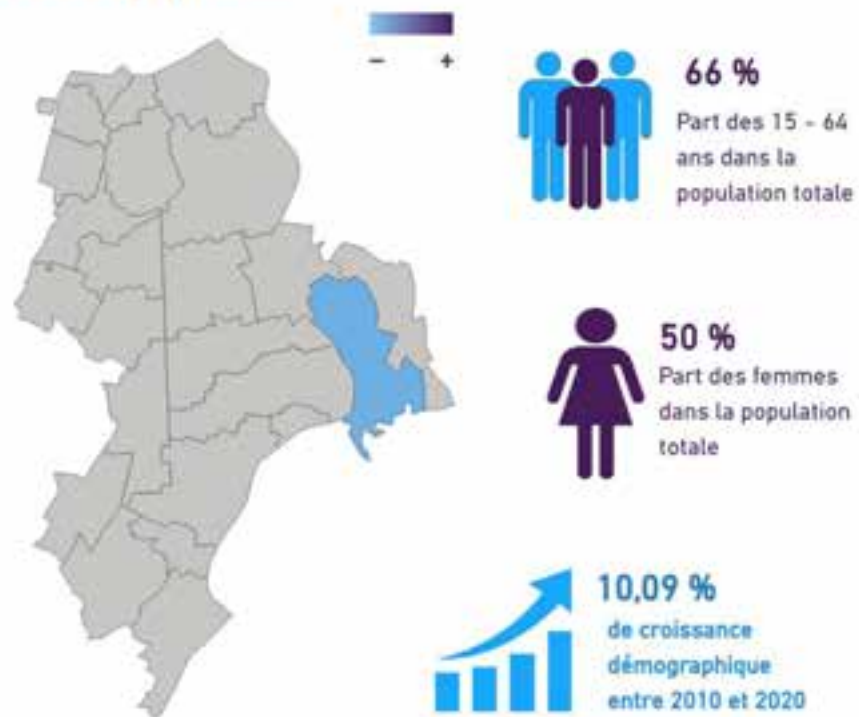 − +
66 %
Part des 15 - 64
ans dans la
population totale
50 %
Part des femmes
dans la population
totale
10,09 %
de croissance
démographique
entre 2010 et 2020